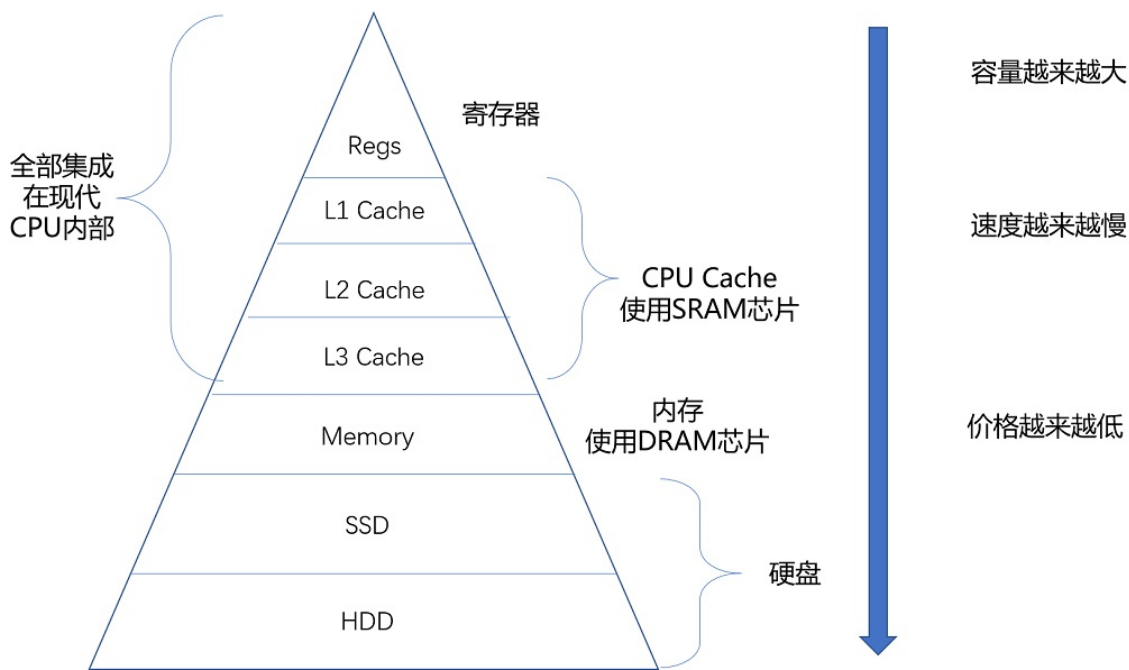 容量越来越大
寄存器
Regs
全部集成
在现代
CPU内部
L1 Cache
速度越来越慢
CPU Cache
使用SRAM芯片
L2 Cache
L3 Cache
内存
使用DRAM芯片
价格越来越低
Memory
SSD
硬盘
HDD